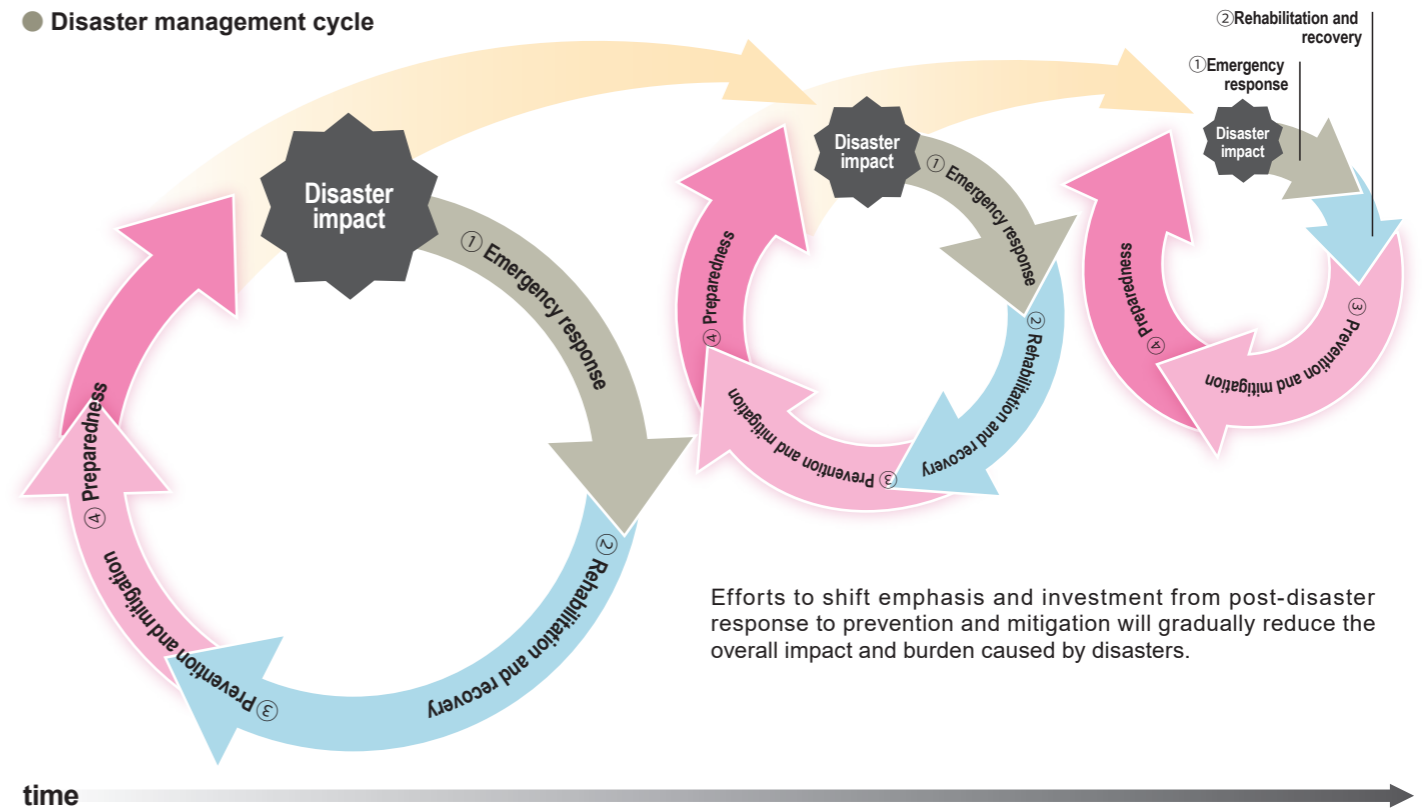 Disaster management cycle
Disaster
impact
① Emergency response
② Rehabilitation and recovery
③ Prevention and mitigation
④ Preparedness
Disaster
impact
① Emergency response
② Rehabilitation and recovery
③ Prevention and mitigation
④ Preparedness
②Rehabilitation and
recovery
①Emergency
response
Disaster
impact
③ Prevention and mitigation
④ Preparedness
Efforts to shift emphasis and investment from post-disaster
response to prevention and mitigation will gradually reduce the
overall impact and burden caused by disasters.
time